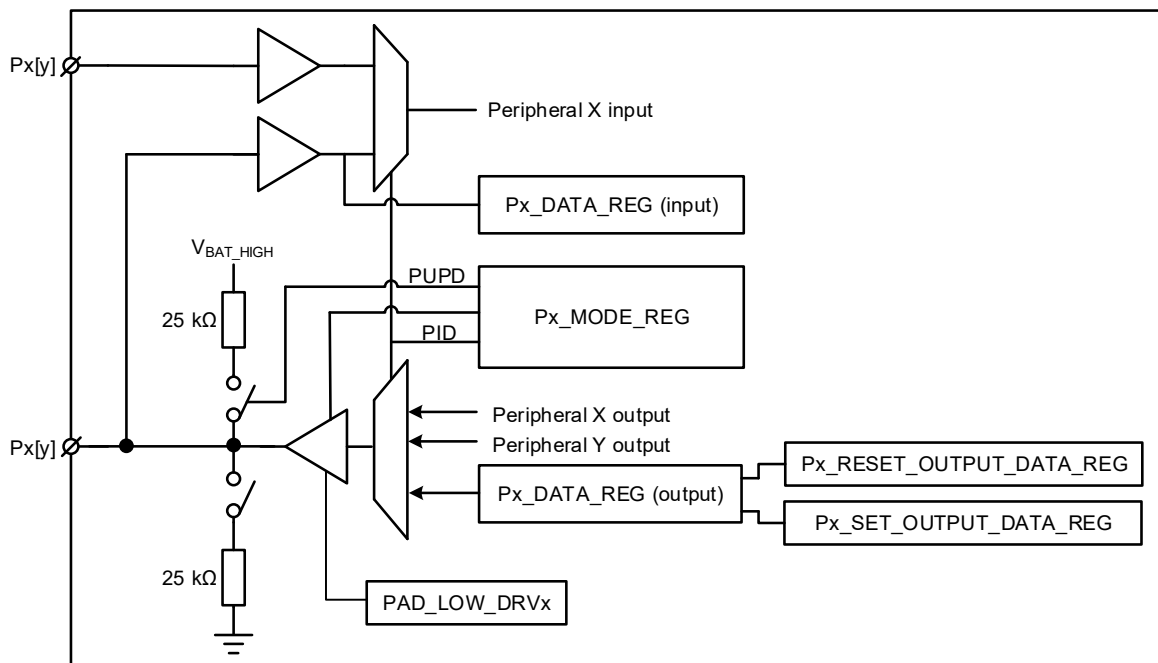 Px[y]
Peripheral X input
Px_DATA_REG (input)
VBAT_HIGH
PUPD
25 kΩ
Px_MODE_REG
PID
Peripheral X output
Px[y]
Peripheral Y output
Px_RESET_OUTPUT_DATA_REG
Px_DATA_REG (output)
Px_SET_OUTPUT_DATA_REG
25 kΩ
PAD_LOW_DRVx